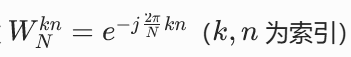 $W_N^{kn} = e^{-j\frac{2\pi}{N}kn}$（$k, n$ 为索引）